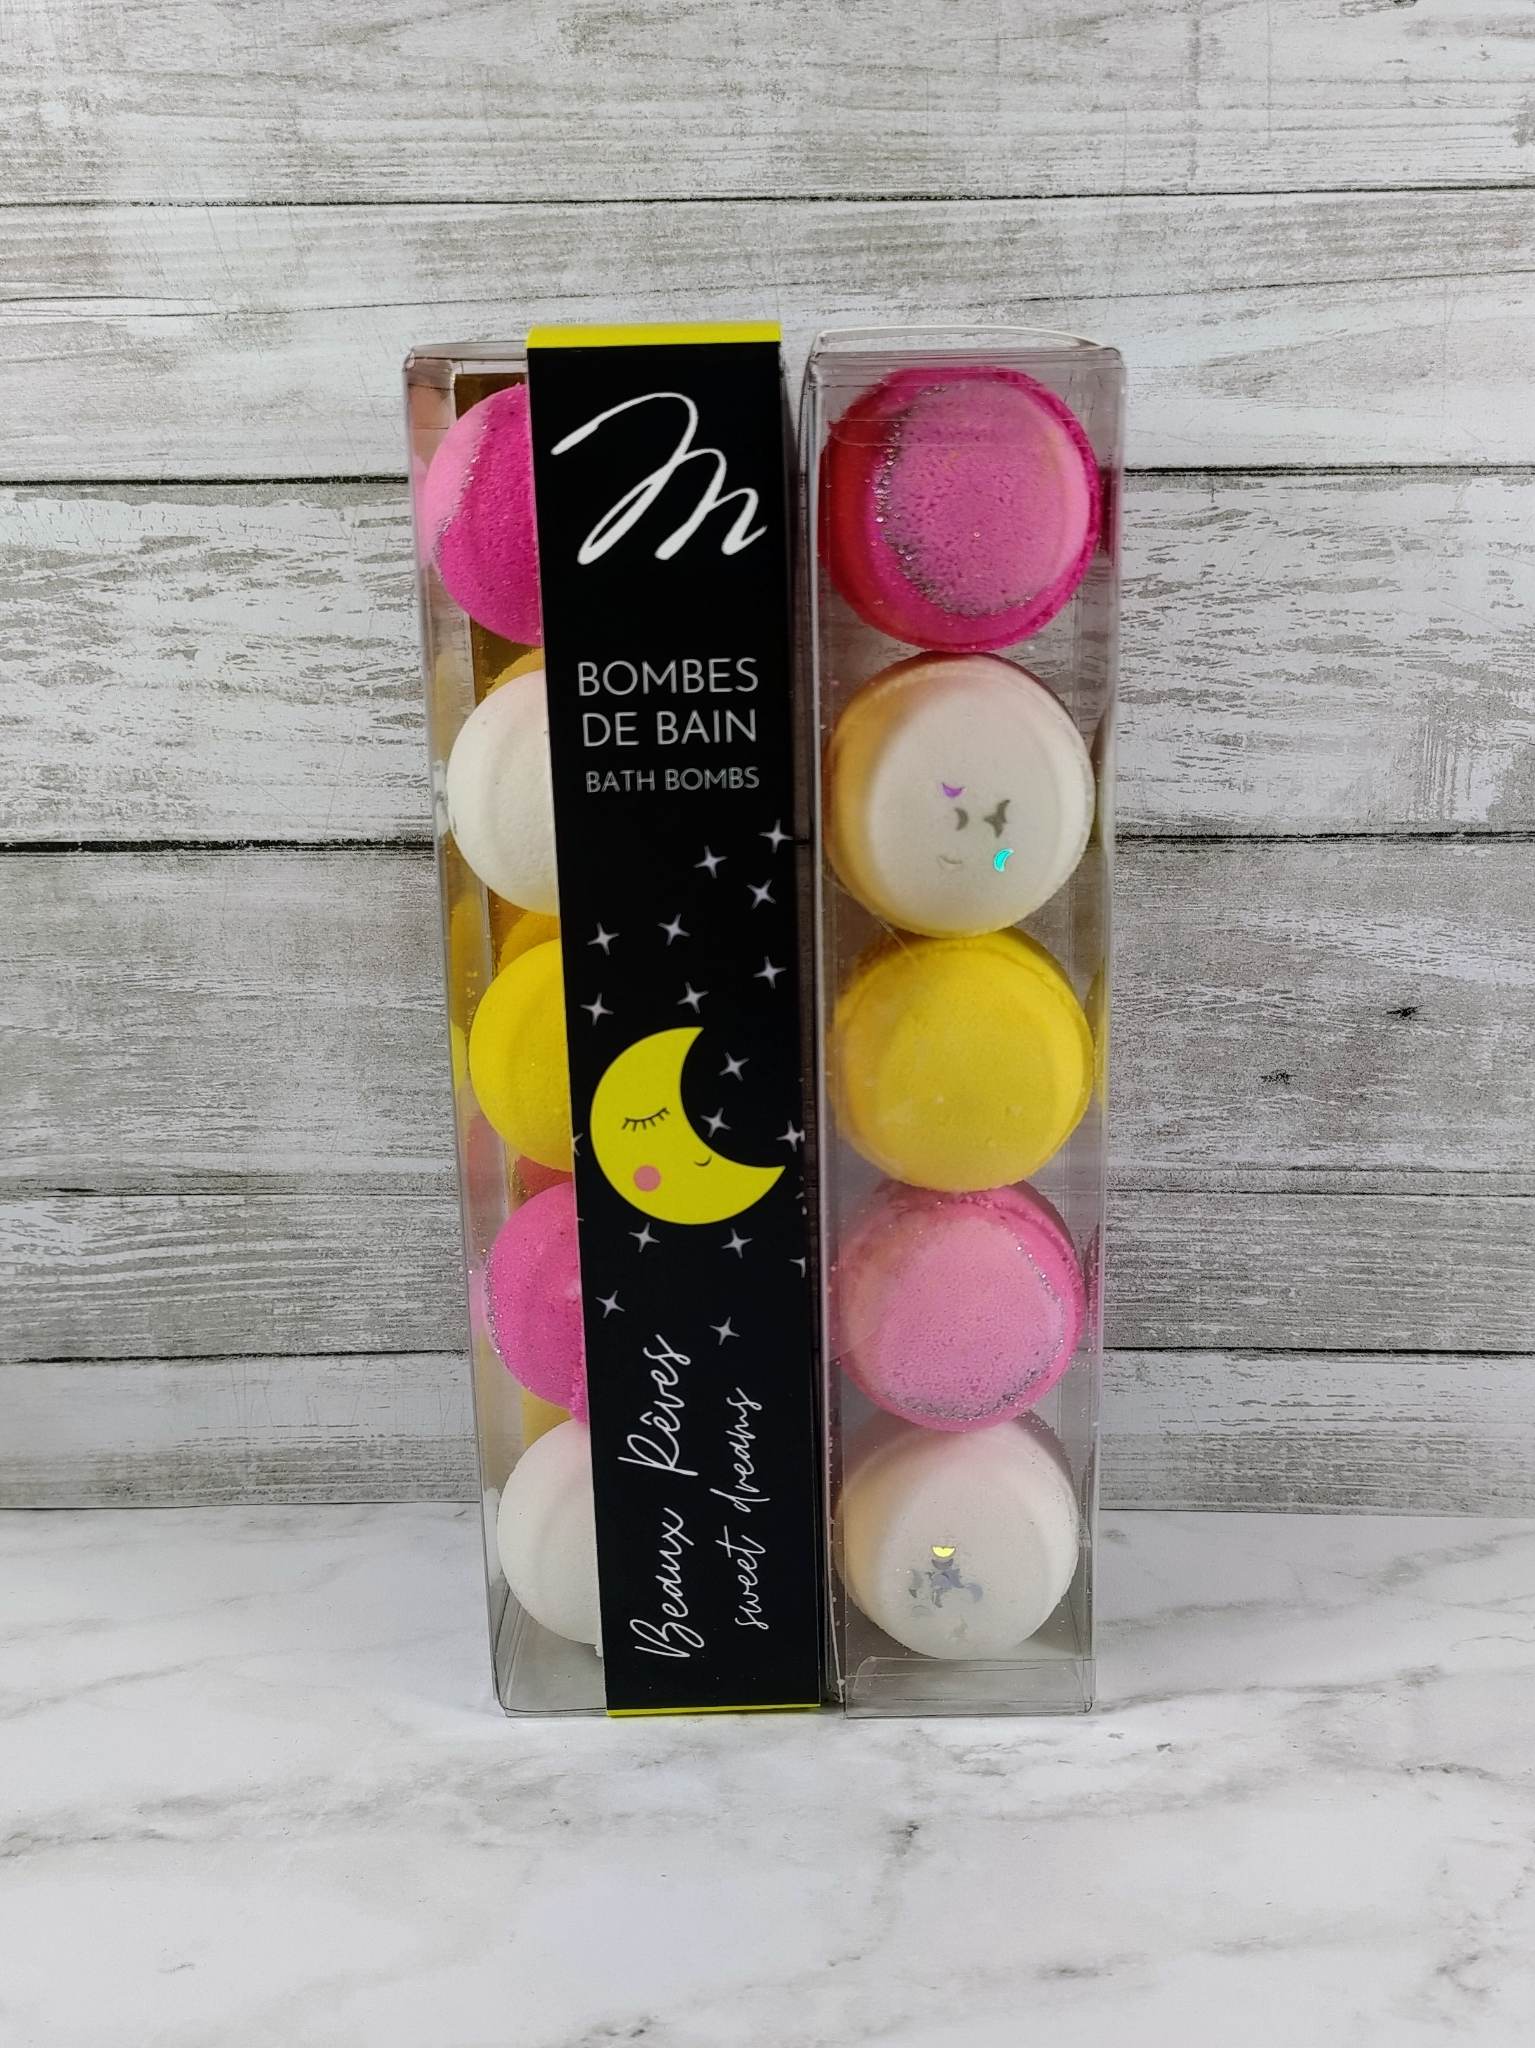 M
BOMBES
DE BAIN
BATH BOMBS
Beaux Rêves
sweet dreams